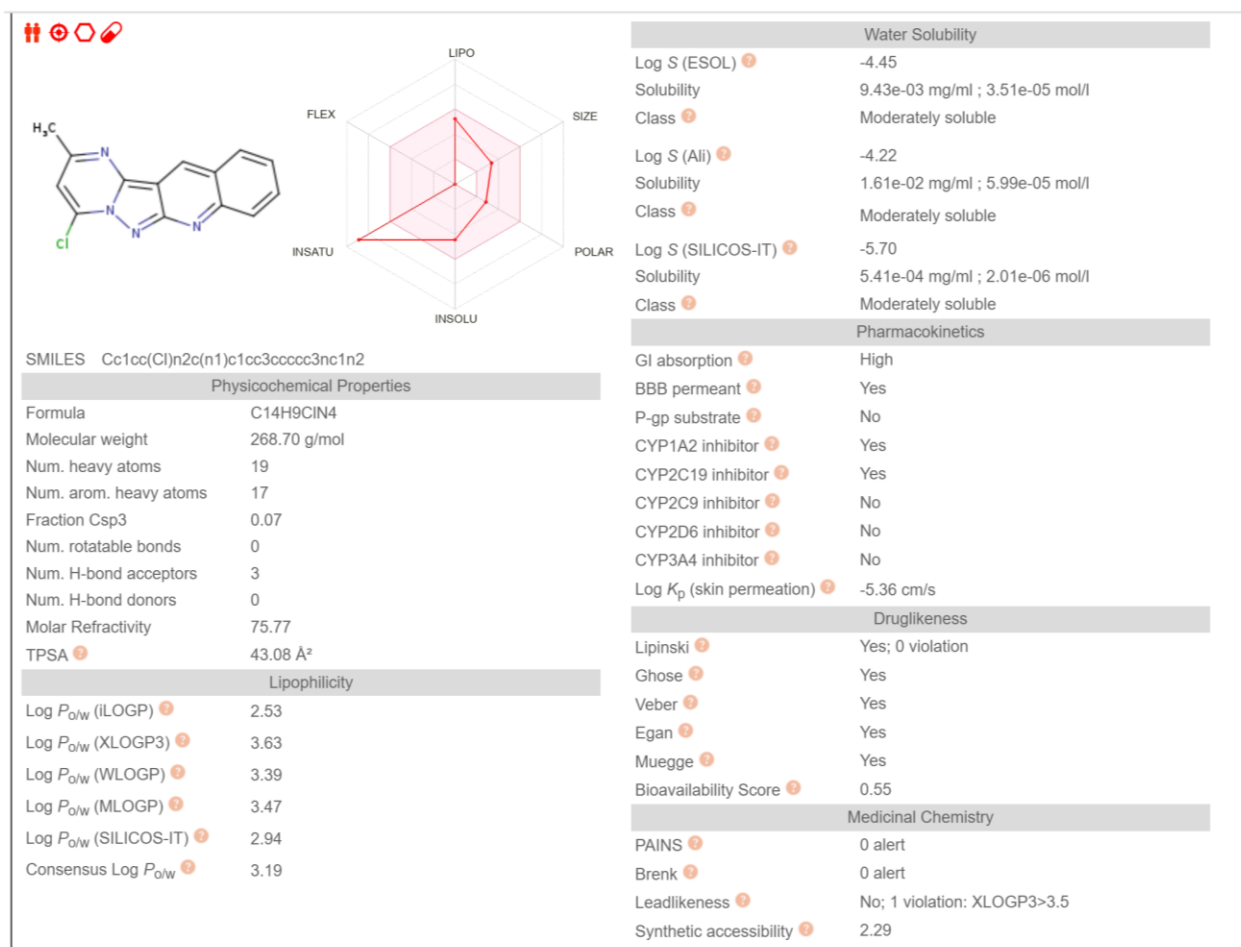 H₃C
N
N
N
N
Cl
LIPO
FLEX
SIZE
INSATU
POLAR
INSOLU
SMILES Cc1cc(Cl)n2c(n1)c1cc3ccccc3nc1n2
Physicochemical Properties
Formula C14H9ClN4
Molecular weight 268.70 g/mol
Num. heavy atoms 19
Num. arom. heavy atoms 17
Fraction Csp3 0.07
Num. rotatable bonds 0
Num. H-bond acceptors 3
Num. H-bond donors 0
Molar Refractivity 75.77
TPSA ? 43.08 Å²
Lipophilicity
Log Po/w (iLOGP) ? 2.53
Log Po/w (XLOGP3) ? 3.63
Log Po/w (WLOGP) ? 3.39
Log Po/w (MLOGP) ? 3.47
Log Po/w (SILICOS-IT) ? 2.94
Consensus Log Po/w ? 3.19
Water Solubility
Log S (ESOL) ? -4.45
Solubility 9.43e-03 mg/ml ; 3.51e-05 mol/l
Class ? Moderately soluble
Log S (Ali) ? -4.22
Solubility 1.61e-02 mg/ml ; 5.99e-05 mol/l
Class ? Moderately soluble
Log S (SILICOS-IT) ? -5.70
Solubility 5.41e-04 mg/ml ; 2.01e-06 mol/l
Class ? Moderately soluble
Pharmacokinetics
GI absorption ? High
BBB permeant ? Yes
P-gp substrate ? No
CYP1A2 inhibitor ? Yes
CYP2C19 inhibitor ? Yes
CYP2C9 inhibitor ? No
CYP2D6 inhibitor ? No
CYP3A4 inhibitor ? No
Log Kp (skin permeation) ? -5.36 cm/s
Druglikeness
Lipinski ? Yes; 0 violation
Ghose ? Yes
Veber ? Yes
Egan ? Yes
Muegge ? Yes
Bioavailability Score ? 0.55
Medicinal Chemistry
PAINS ? 0 alert
Brenk ? 0 alert
Leadlikeness ? No; 1 violation: XLOGP3>3.5
Synthetic accessibility ? 2.29